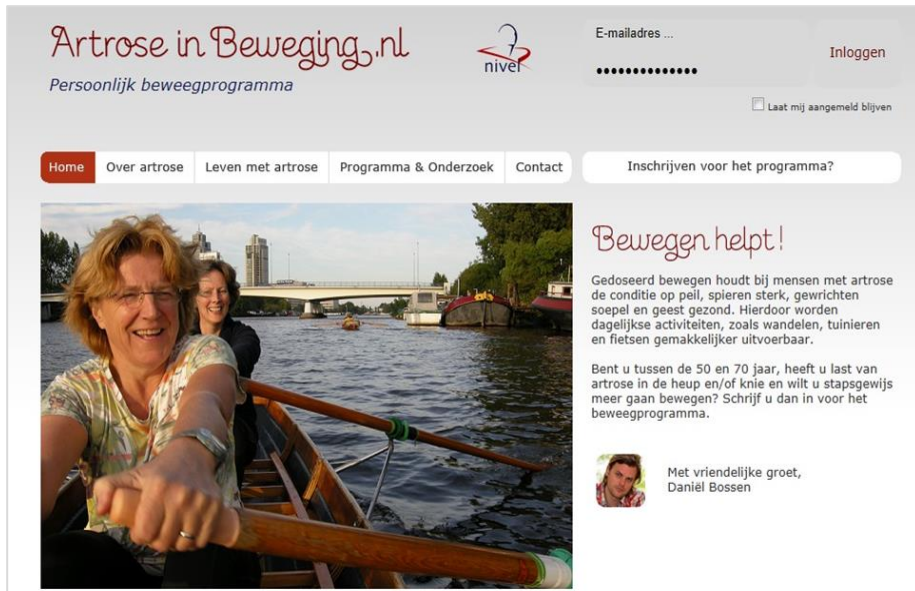 Artrose in Beweging.nl
Persoonlijk beweegprogramma
nivel
E-mailadres ...
••••••••••••••
Inloggen
Laat mij aangemeld blijven
Home
Over artrose
Leven met artrose
Programma & Onderzoek
Contact
Inschrijven voor het programma?
Bewegen helpt!
Gedoseerd bewegen houdt bij mensen met artrose
de conditie op peil, spieren sterk, gewrichten
soepel en geest gezond. Hierdoor worden
dagelijkse activiteiten, zoals wandelen, tuinieren
en fietsen gemakkelijker uitvoerbaar.
Bent u tussen de 50 en 70 jaar, heeft u last van
artrose in de heup en/of knie en wilt u stapsgewijs
meer gaan bewegen? Schrijf u dan in voor het
beweegprogramma.
Met vriendelijke groet,
Daniël Bossen